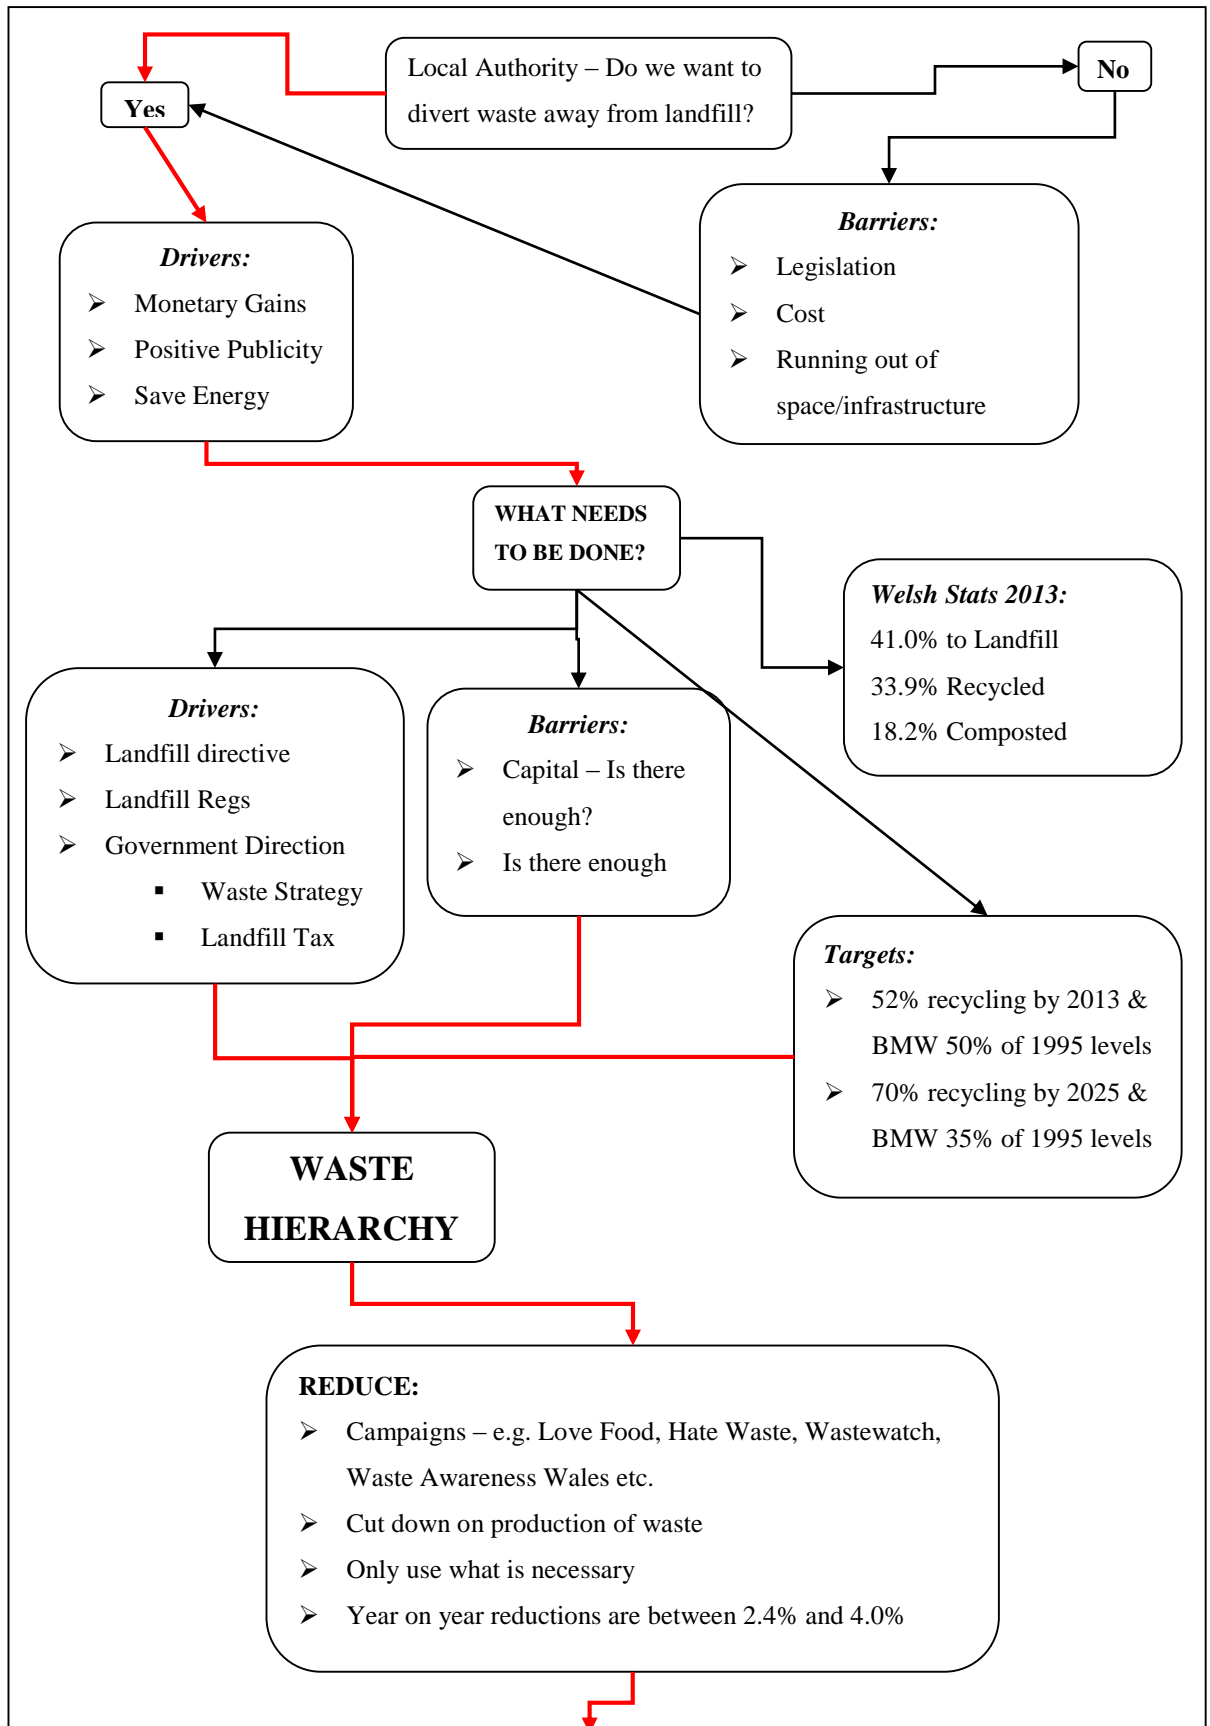 Local Authority – Do we want to
divert waste away from landfill?
No
Yes
Barriers:
➢ Legislation
➢ Cost
➢ Running out of
space/infrastructure
Drivers:
➢ Monetary Gains
➢ Positive Publicity
➢ Save Energy
WHAT NEEDS
TO BE DONE?
Welsh Stats 2013:
41.0% to Landfill
33.9% Recycled
18.2% Composted
Drivers:
➢ Landfill directive
➢ Landfill Regs
➢ Government Direction
▪ Waste Strategy
▪ Landfill Tax
Barriers:
➢ Capital – Is there
enough?
➢ Is there enough
Targets:
➢ 52% recycling by 2013 &
BMW 50% of 1995 levels
➢ 70% recycling by 2025 &
BMW 35% of 1995 levels
WASTE
HIERARCHY
REDUCE:
➢ Campaigns – e.g. Love Food, Hate Waste, Wastewatch,
Waste Awareness Wales etc.
➢ Cut down on production of waste
➢ Only use what is necessary
➢ Year on year reductions are between 2.4% and 4.0%